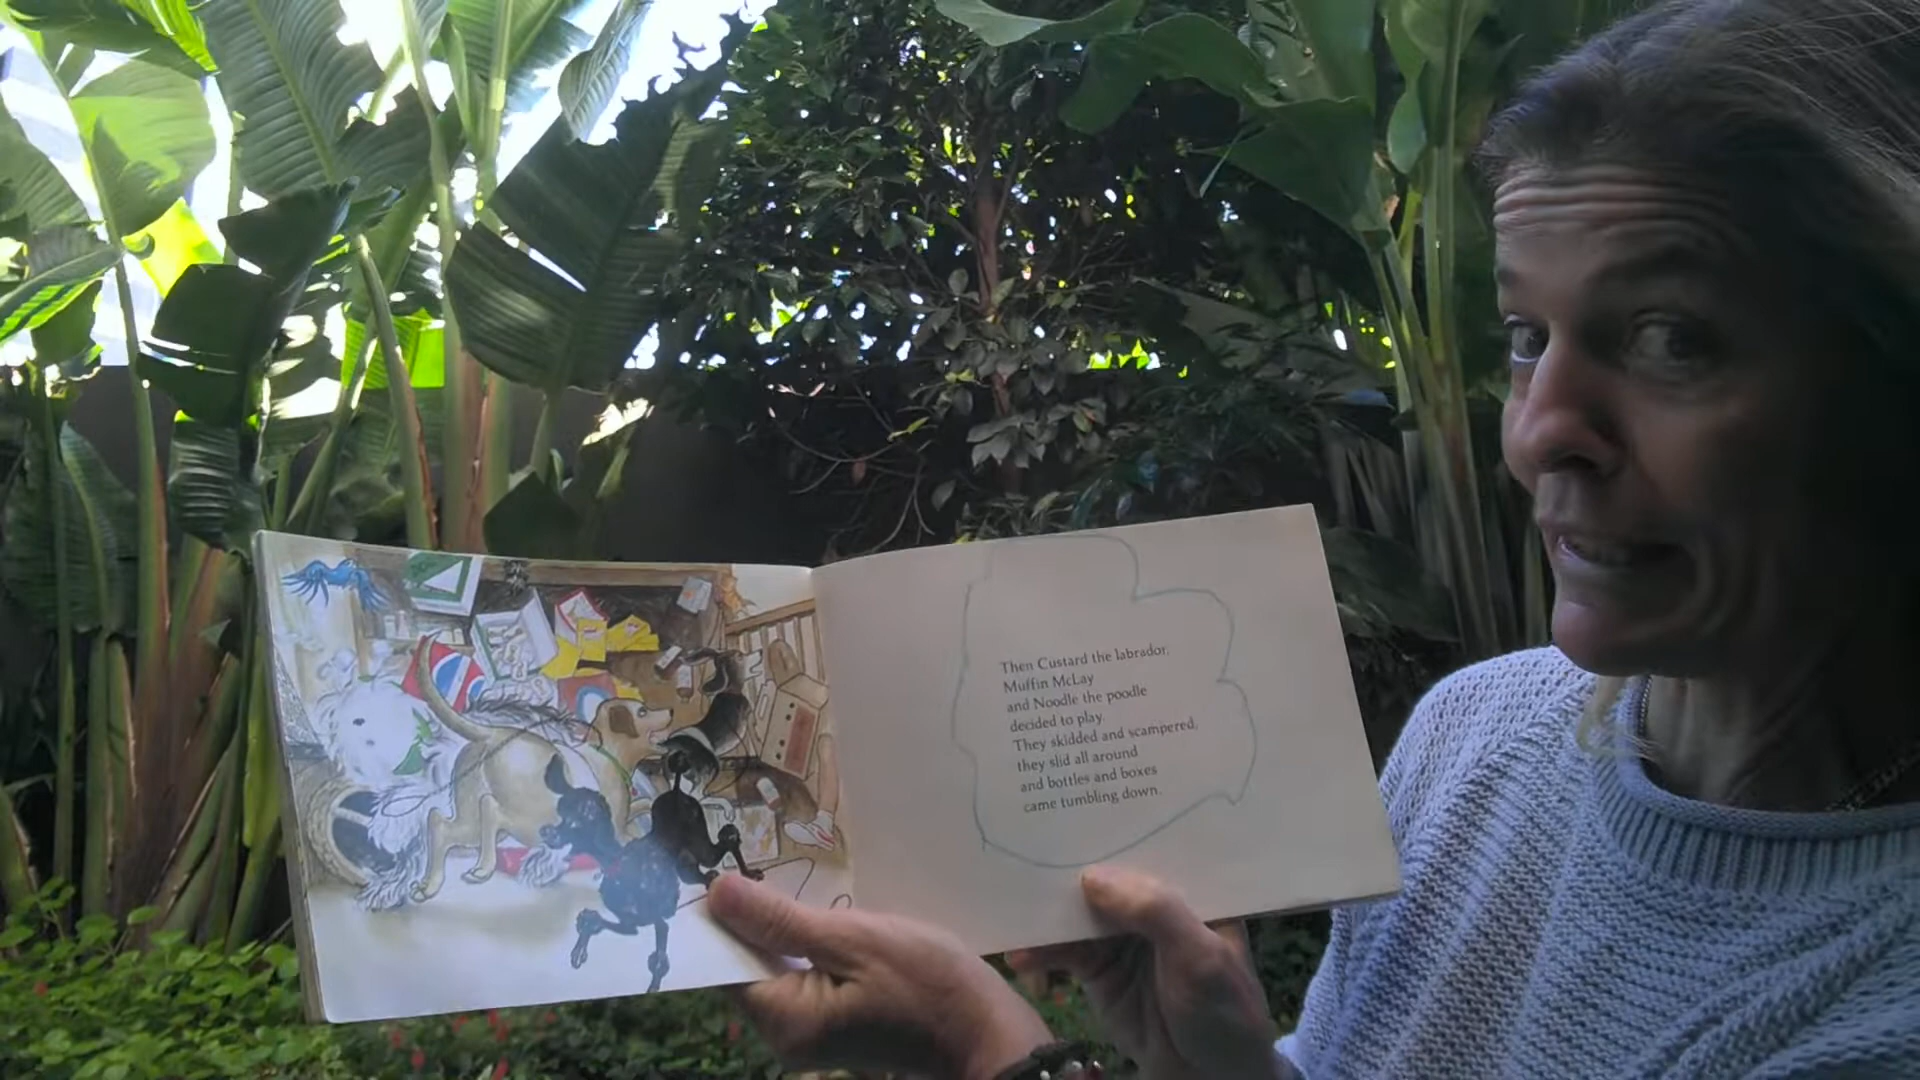 Then Custard the labrador,
Muffin McLay
and Noodle the poodle
decided to play.
They skidded and scampered,
they slid all around
and bottles and boxes
came tumbling down.